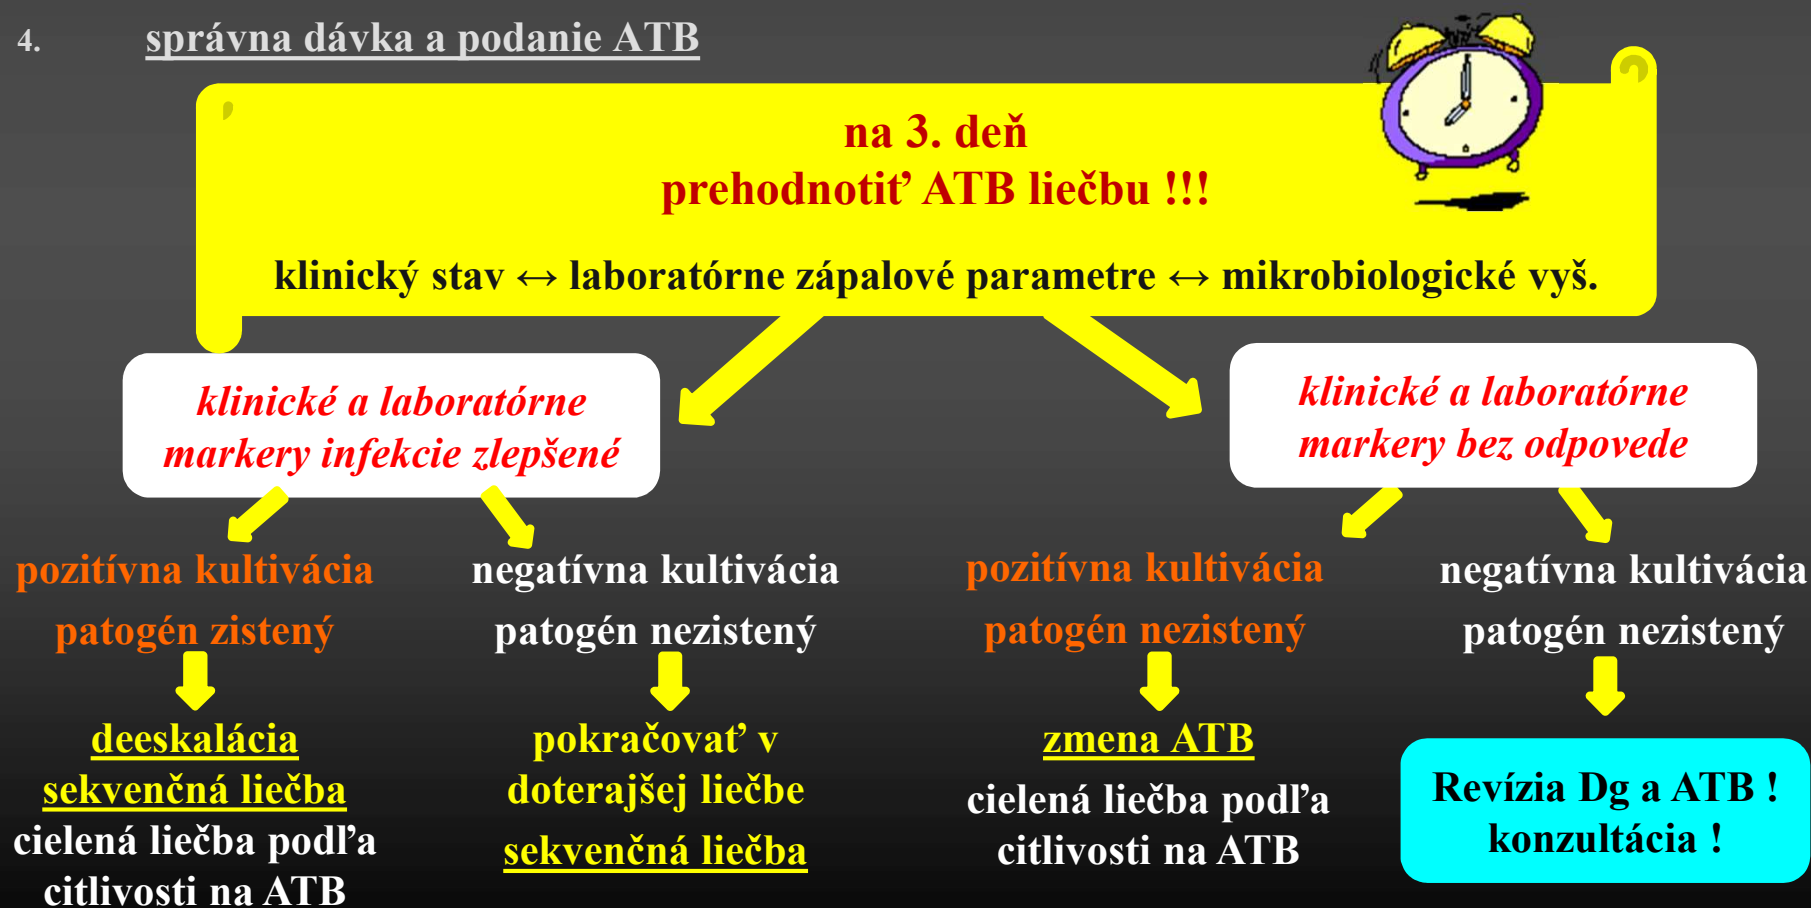 4. správna dávka a podanie ATB
na 3. deň
prehodnotiť ATB liečbu !!!
klinický stav ↔ laboratórne zápalové parametre ↔ mikrobiologické vyš.
klinické a laboratórne
markery infekcie zlepšené
klinické a laboratórne
markery bez odpovede
pozitívna kultivácia
patogén zistený
negatívna kultivácia
patogén nezistený
pozitívna kultivácia
patogén nezistený
negatívna kultivácia
patogén nezistený
deeskalácia
sekvenčná liečba
cielená liečba podľa
citlivosti na ATB
pokračovať v
doterajšej liečbe
sekvenčná liečba
zmena ATB
cielená liečba podľa
citlivosti na ATB
Revízia Dg a ATB !
konzultácia !